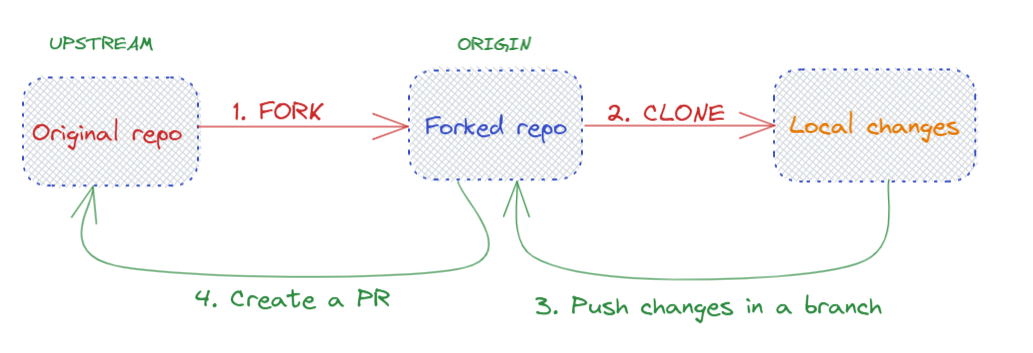 UPSTREAM
ORIGIN
Original repo
1. FORK
Forked repo
2. CLONE
Local changes
4. Create a PR
3. Push changes in a branch